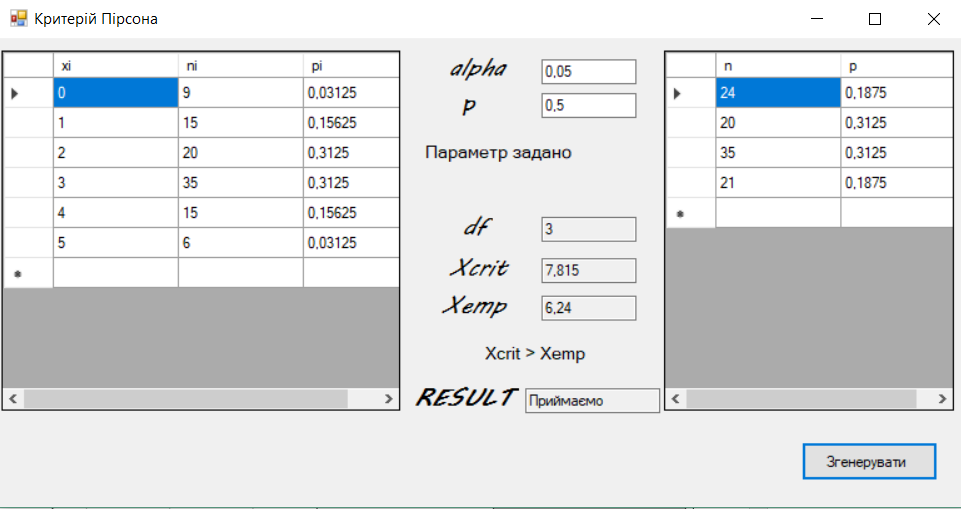 Критерій Пірсона
xi ni pi
0 9 0,03125
1 15 0,15625
2 20 0,3125
3 35 0,3125
4 15 0,15625
5 6 0,03125
alpha 0,05
p 0,5
Параметр задано
df 3
Xcrit 7,815
Xemp 6,24
Xcrit > Xemp
RESULT Приймаємо
n p
24 0,1875
20 0,3125
35 0,3125
21 0,1875
Згенерувати